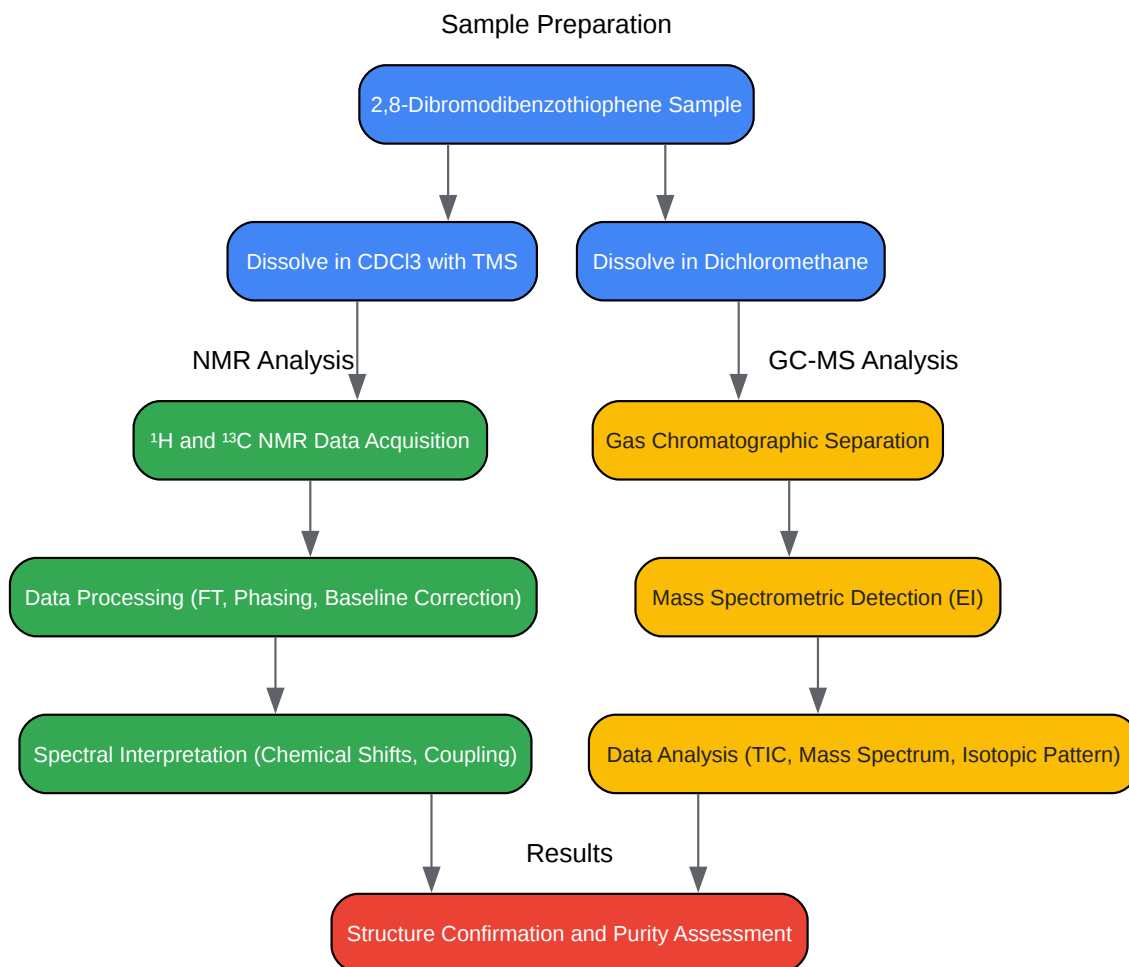 Sample Preparation
2,8-Dibromodibenzothiophene Sample
Dissolve in CDCl3 with TMS
Dissolve in Dichloromethane
NMR Analysis
GC-MS Analysis
¹H and ¹³C NMR Data Acquisition
Gas Chromatographic Separation
Data Processing (FT, Phasing, Baseline Correction)
Mass Spectrometric Detection (EI)
Spectral Interpretation (Chemical Shifts, Coupling)
Data Analysis (TIC, Mass Spectrum, Isotopic Pattern)
Results
Structure Confirmation and Purity Assessment